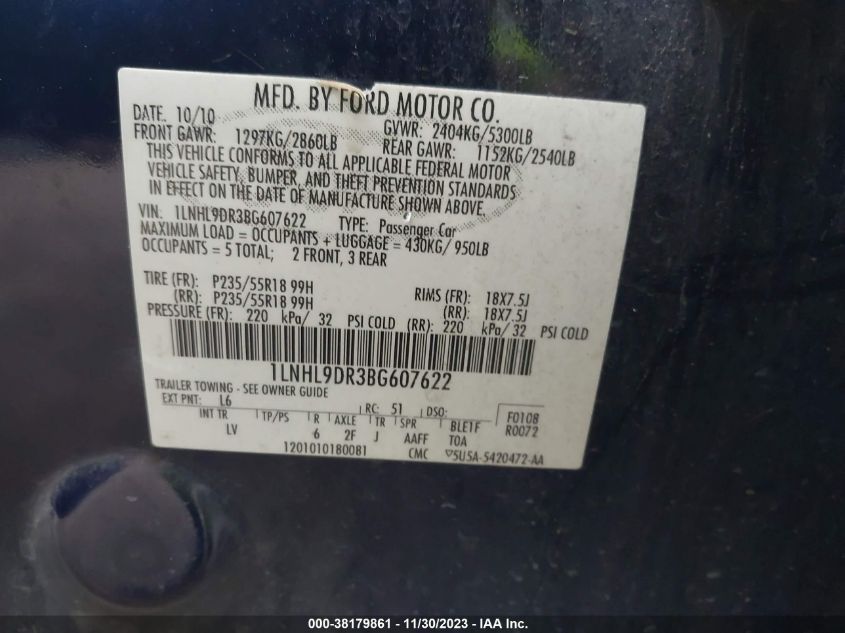 MFD. BY FORD MOTOR CO.
DATE. 10/10 GVWR: 2404KG/5300LB
FRONT GAWR: 1297KG/2860LB REAR GAWR: 1152KG/2540LB
THIS VEHICLE CONFORMS TO ALL APPLICABLE FEDERAL MOTOR
VEHICLE SAFETY, BUMPER, AND THEFT PREVENTION STANDARDS
IN EFFECT ON THE DATE OF MANUFACTURE SHOWN ABOVE.
VIN: 1LNHL9DR3BG607622 TYPE: Passenger Car
MAXIMUM LOAD = OCCUPANTS + LUGGAGE = 430KG/ 950LB
OCCUPANTS = 5 TOTAL; 2 FRONT, 3 REAR
TIRE (FR): P235/55R18 99H RIMS (FR): 18X7.5J
(RR): P235/55R18 99H (RR): 18X7.5J
PRESSURE (FR): 220 kPa/ 32 PSI COLD (RR): 220 kPa/ 32 PSI COLD
1LNHL9DR3BG607622
TRAILER TOWING - SEE OWNER GUIDE
EXT PNT: L6 RC: 51 DSO: F0108
INT TR TP/PS R AXLE TR SPR BLE1F R0072
LV 6 2F J AAFF TOA
1201010180081 CMC 5USA-5420472-AA
000-38179861 - 11/30/2023 - IAA Inc.